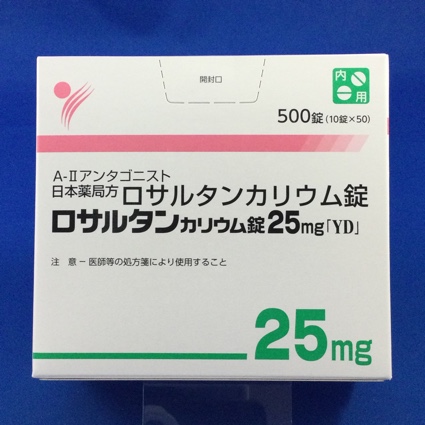 開封口
内
用
500錠(10錠×50)
A-Ⅱアンタゴニスト
日本薬局方 ロサルタンカリウム錠
ロサルタンカリウム錠25mg「YD」
注 意 − 医師等の処方箋により使用すること
25mg